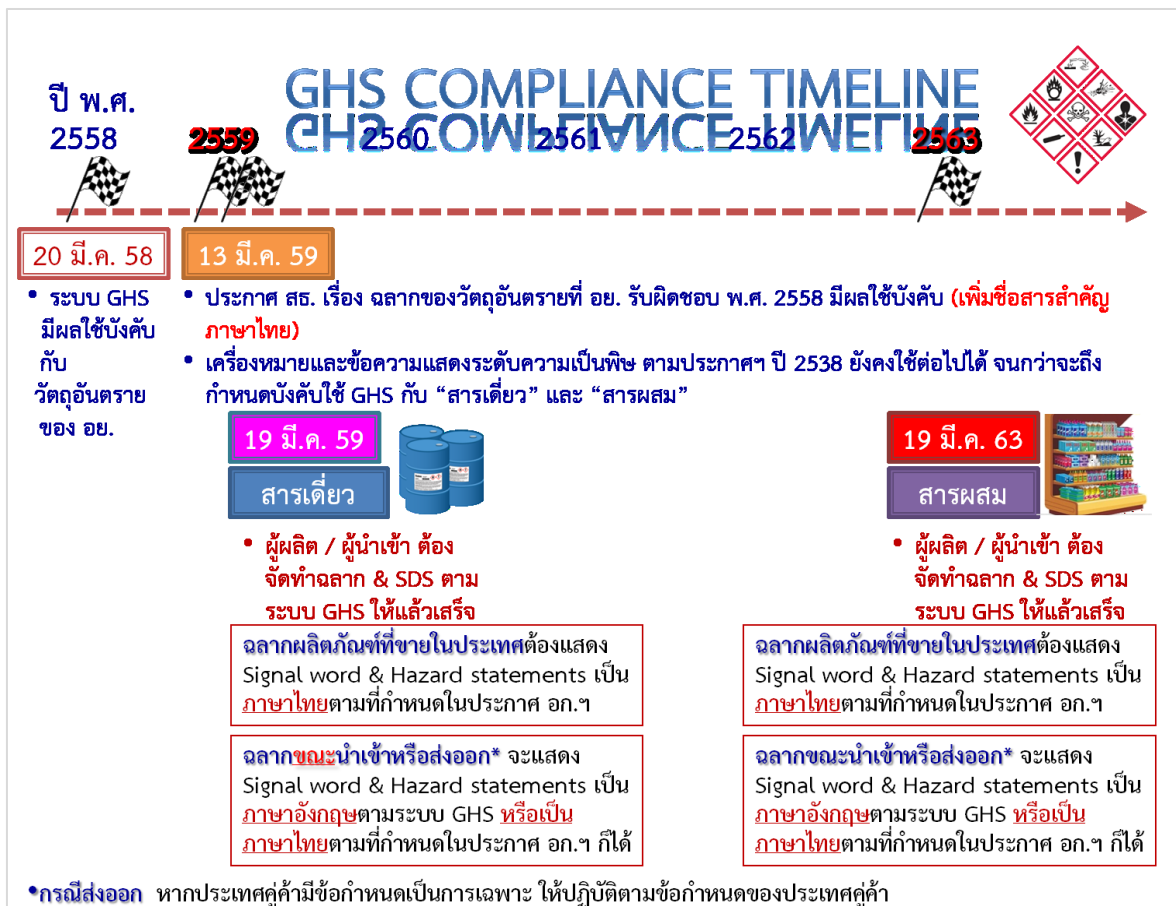 GHS COMPLIANCE TIMELINE
ปี พ.ศ.
2558
2559
2560
2561
2562
2563
20 มี.ค. 58
• ระบบ GHS
มีผลใช้บังคับ
กับ
วัตถุอันตราย
ของ อย.
13 มี.ค. 59
• ประกาศ สธ. เรื่อง ฉลากของวัตถุอันตรายที่ อย. รับผิดชอบ พ.ศ. 2558 มีผลใช้บังคับ (เพิ่มชื่อสารสำคัญ
ภาษาไทย)
• เครื่องหมายและข้อความแสดงระดับความเป็นพิษ ตามประกาศฯ ปี 2538 ยังคงใช้ต่อไปได้ จนกว่าจะถึง
กำหนดบังคับใช้ GHS กับ “สารเดี่ยว” และ “สารผสม”
19 มี.ค. 59
สารเดี่ยว
• ผู้ผลิต / ผู้นำเข้า ต้อง
จัดทำฉลาก & SDS ตาม
ระบบ GHS ให้แล้วเสร็จ
ฉลากผลิตภัณฑ์ที่ขายในประเทศต้องแสดง
Signal word & Hazard statements เป็น
ภาษาไทยตามที่กำหนดในประกาศ อก.ฯ
ฉลากขณะนำเข้าหรือส่งออก* จะแสดง
Signal word & Hazard statements เป็น
ภาษาอังกฤษตามระบบ GHS หรือเป็น
ภาษาไทยตามที่กำหนดในประกาศ อก.ฯ ก็ได้
19 มี.ค. 63
สารผสม
• ผู้ผลิต / ผู้นำเข้า ต้อง
จัดทำฉลาก & SDS ตาม
ระบบ GHS ให้แล้วเสร็จ
ฉลากผลิตภัณฑ์ที่ขายในประเทศต้องแสดง
Signal word & Hazard statements เป็น
ภาษาไทยตามที่กำหนดในประกาศ อก.ฯ
ฉลากขณะนำเข้าหรือส่งออก* จะแสดง
Signal word & Hazard statements เป็น
ภาษาอังกฤษตามระบบ GHS หรือเป็น
ภาษาไทยตามที่กำหนดในประกาศ อก.ฯ ก็ได้
•กรณีส่งออก หากประเทศคู่ค้ามีข้อกำหนดเป็นการเฉพาะ ให้ปฏิบัติตามข้อกำหนดของประเทศคู่ค้า